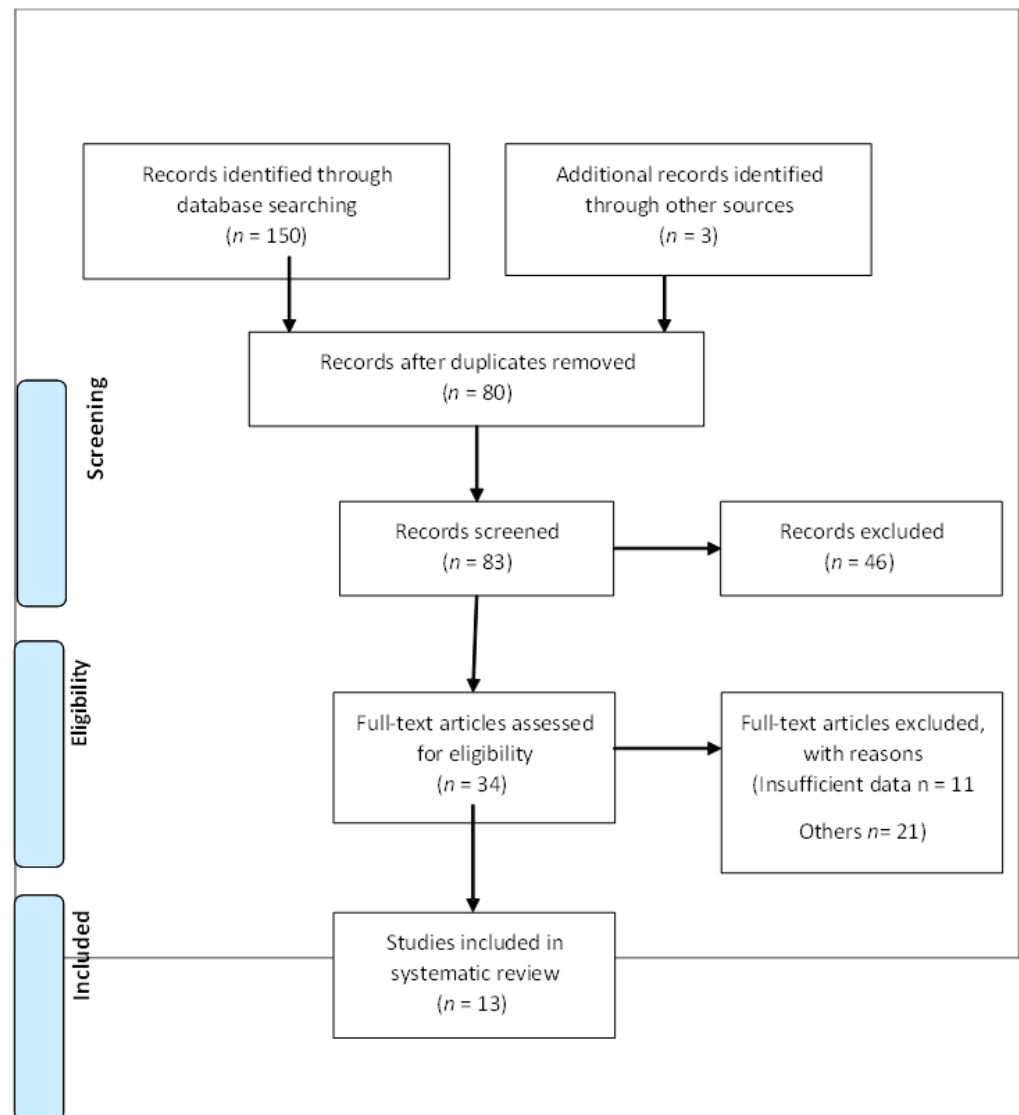 Records identified through
database searching
(n = 150)
Additional records identified
through other sources
(n = 3)
Records after duplicates removed
(n = 80)
Screening
Records screened
(n = 83)
Records excluded
(n = 46)
Eligibility
Full-text articles assessed
for eligibility
(n = 34)
Full-text articles excluded,
with reasons
(Insufficient data n = 11
Others n= 21)
Included
Studies included in
systematic review
(n = 13)